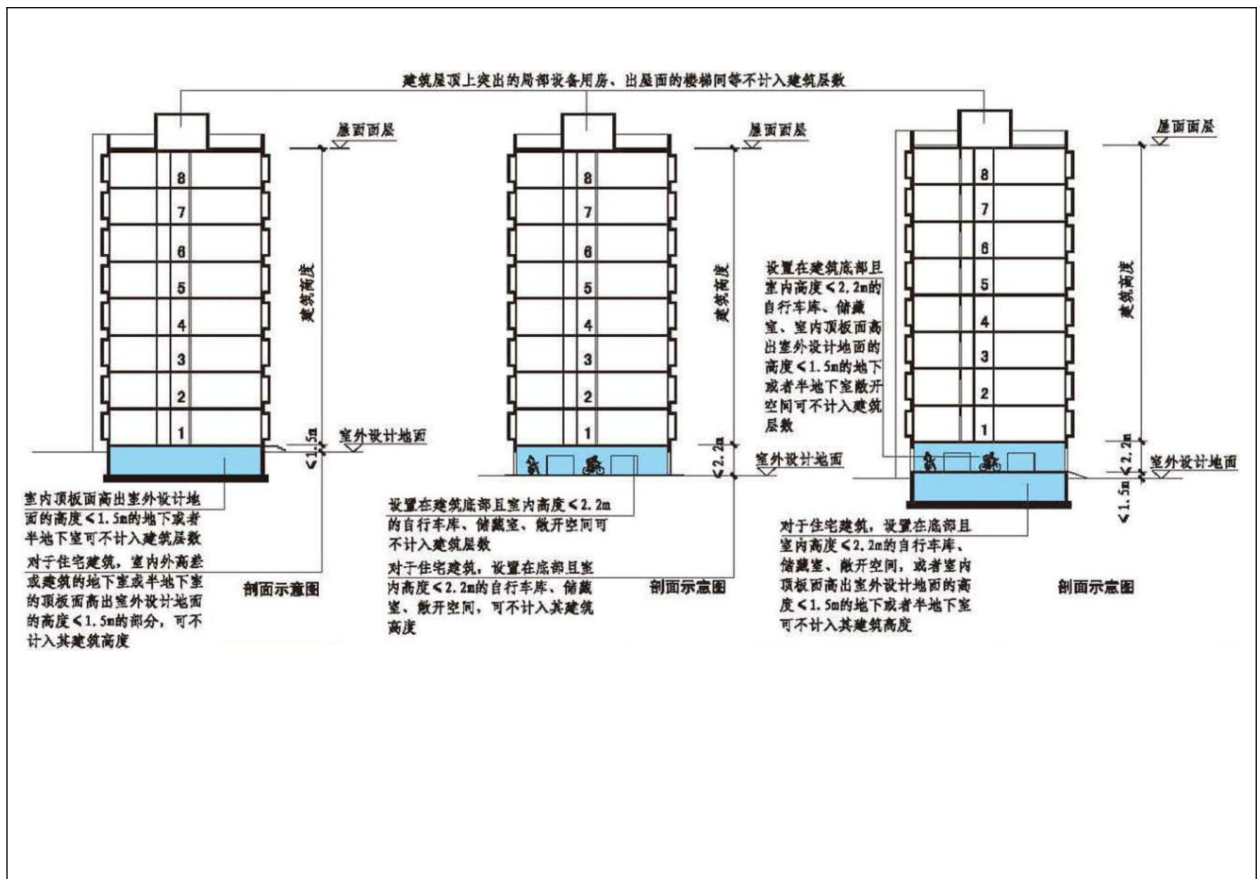 建筑屋顶上突出的局部设备用房、出屋面的楼梯间等不计入建筑层数
屋面面层
8
7
6
5
4
3
2
1
建筑高度
≤1.5m
室外设计地面
室内顶板面高出室外设计地
面的高度≤1.5m的地下或者
半地下室可不计入建筑层数
对于住宅建筑，室内外高差
或建筑的地下室或半地下室
的顶板面高出室外设计地面
的高度≤1.5m的部分，可不
计入其建筑高度
剖面示意图
屋面面层
8
7
6
5
4
3
2
1
建筑高度
≤2.2m
室外设计地面
设置在建筑底部且室内高度≤2.2m
的自行车库、储藏室、敞开空间可
不计入建筑层数
对于住宅建筑，设置在底部且室
内高度≤2.2m的自行车库、储藏
室、敞开空间，可不计入其建筑
高度
剖面示意图
屋面面层
8
7
6
5
4
3
2
1
建筑高度
设置在建筑底部且
室内高度≤2.2m的
自行车库、储藏
室、室内顶板面高
出室外设计地面的
高度≤1.5m的地下
或者半地下室敞开
空间可不计入建筑
层数
≤2.2m
室外设计地面
≤1.5m
对于住宅建筑，设置在底部且
室内高度≤2.2m的自行车库、
储藏室、敞开空间，或者室内
顶板面高出室外设计地面的高
度≤1.5m的地下或者半地下室
可不计入其建筑高度
剖面示意图